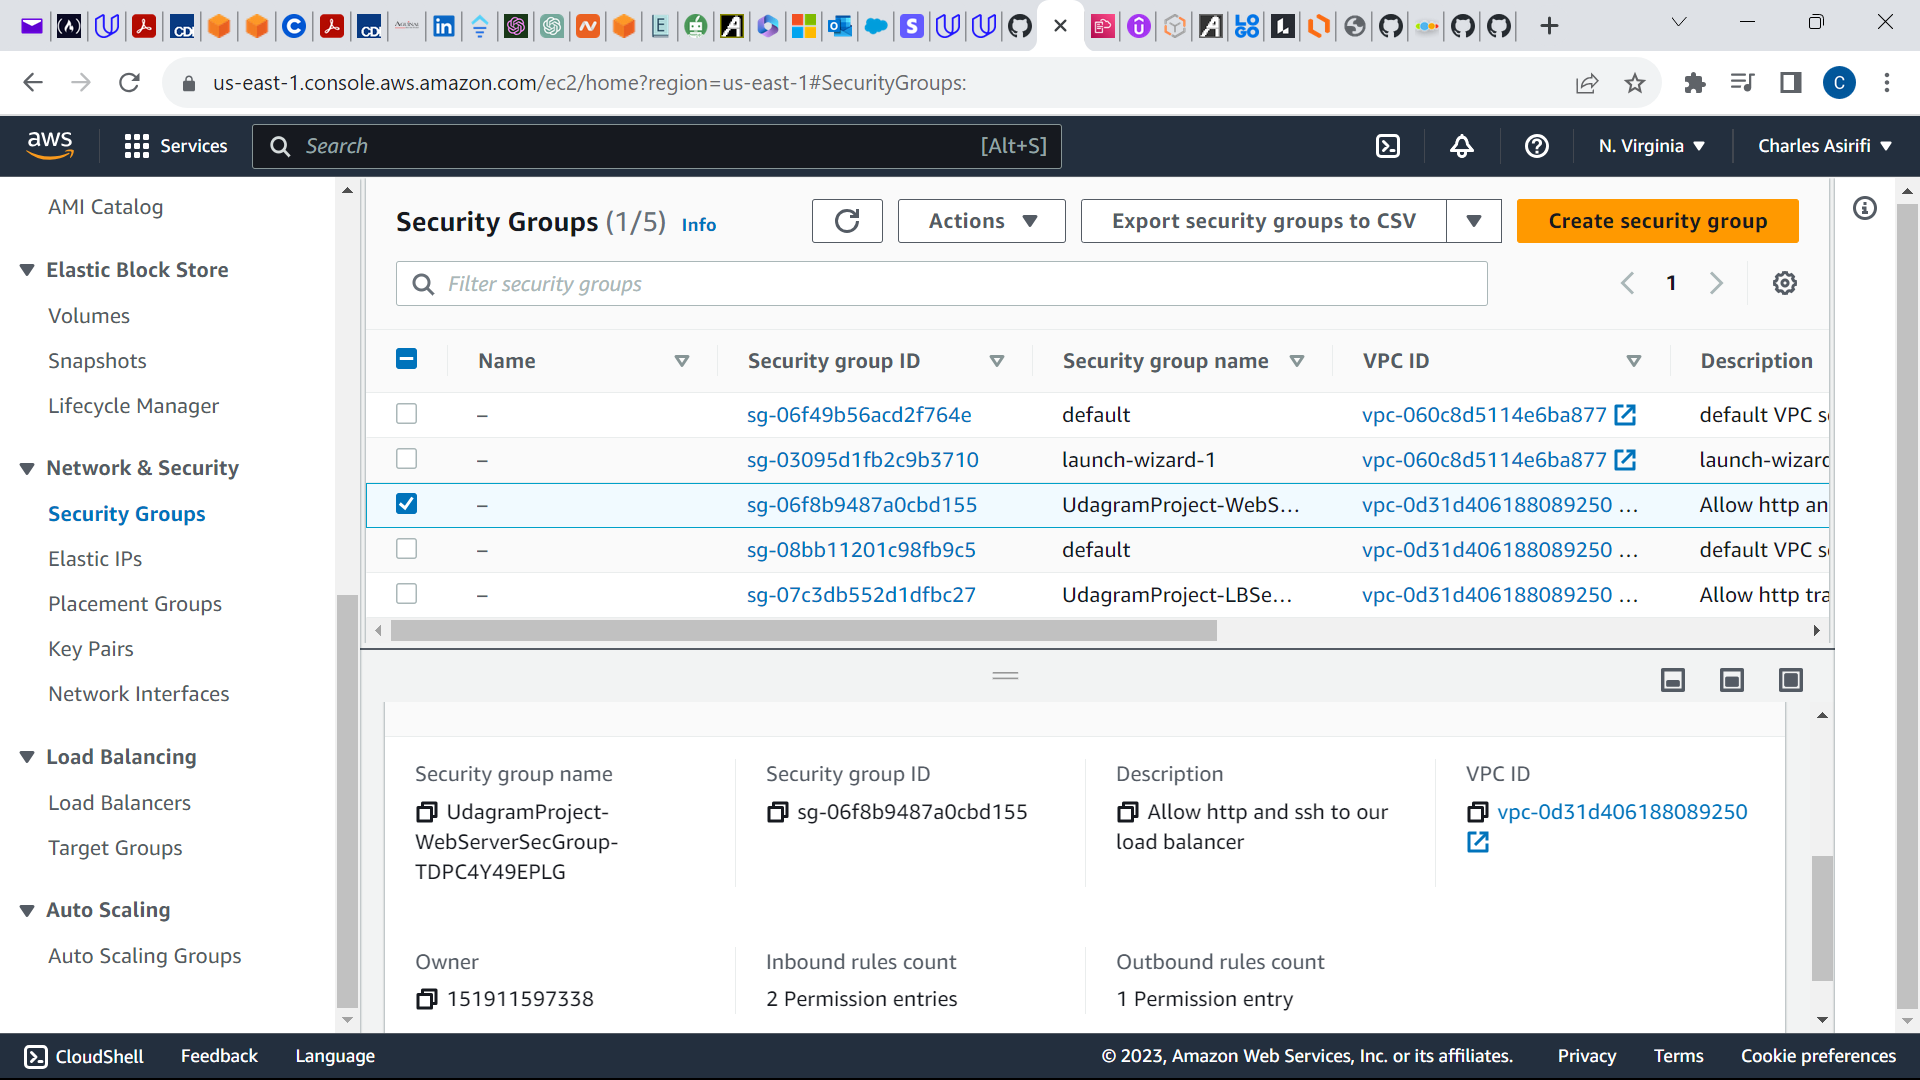 us-east-1.console.aws.amazon.com/ec2/home?region=us-east-1#SecurityGroups:
C
aws
Services
Search
[Alt+S]
N. Virginia
Charles Asirifi
AMI Catalog
Elastic Block Store
Volumes
Snapshots
Lifecycle Manager
Network & Security
Security Groups
Elastic IPs
Placement Groups
Key Pairs
Network Interfaces
Load Balancing
Load Balancers
Target Groups
Auto Scaling
Auto Scaling Groups
Security Groups (1/5) Info
Actions
Export security groups to CSV
Create security group
Filter security groups
1
Name Security group ID Security group name VPC ID Description
– sg-06f49b56acd2f764e default vpc-060c8d5114e6ba877 default VPC s
– sg-03095d1fb2c9b3710 launch-wizard-1 vpc-060c8d5114e6ba877 launch-wizard
– sg-06f8b9487a0cbd155 UdagramProject-WebS... vpc-0d31d406188089250 ... Allow http an
– sg-08bb11201c98fb9c5 default vpc-0d31d406188089250 ... default VPC s
– sg-07c3db552d1dfbc27 UdagramProject-LBSe... vpc-0d31d406188089250 ... Allow http tra
Security group name
UdagramProject-
WebServerSecGroup-
TDPC4Y49EPLG
Security group ID
sg-06f8b9487a0cbd155
Description
Allow http and ssh to our
load balancer
VPC ID
vpc-0d31d406188089250
Owner
151911597338
Inbound rules count
2 Permission entries
Outbound rules count
1 Permission entry
CloudShell Feedback Language
© 2023, Amazon Web Services, Inc. or its affiliates. Privacy Terms Cookie preferences